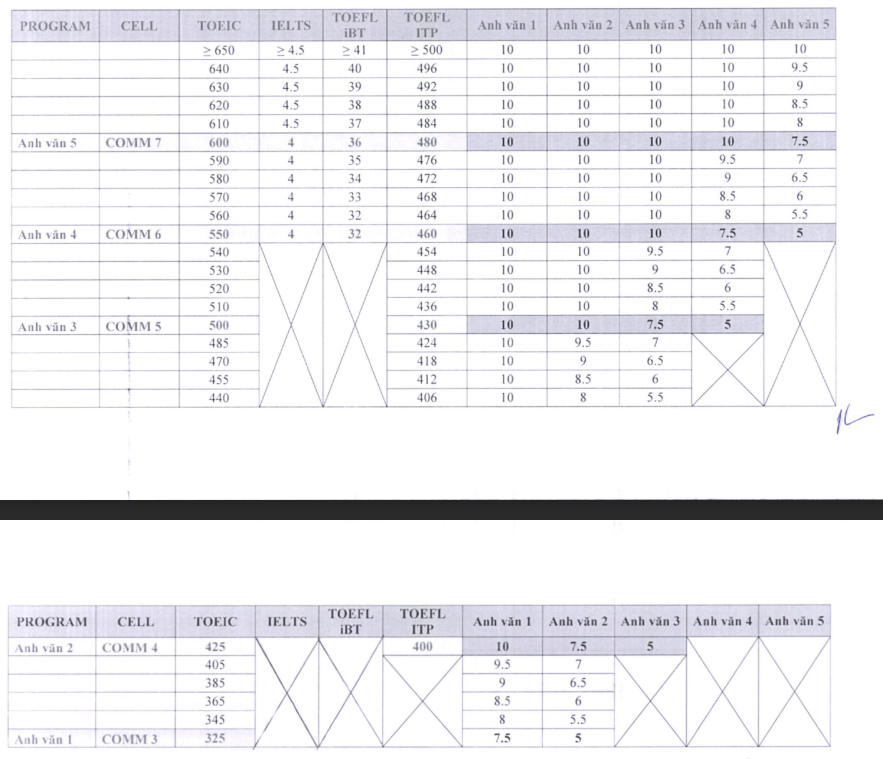 PROGRAM CELL TOEIC IELTS TOEFL iBT TOEFL ITP Anh văn 1 Anh văn 2 Anh văn 3 Anh văn 4 Anh văn 5
≥ 650 ≥ 4.5 ≥ 41 ≥ 500 10 10 10 10 10
640 4.5 40 496 10 10 10 10 9.5
630 4.5 39 492 10 10 10 10 9
620 4.5 38 488 10 10 10 10 8.5
610 4.5 37 484 10 10 10 10 8
Anh văn 5 COMM 7 600 4 36 480 10 10 10 10 7.5
590 4 35 476 10 10 10 9.5 7
580 4 34 472 10 10 10 9 6.5
570 4 33 468 10 10 10 8.5 6
560 4 32 464 10 10 10 8 5.5
Anh văn 4 COMM 6 550 4 32 460 10 10 10 7.5 5
540 454 10 10 9.5 7
530 448 10 10 9 6.5
520 442 10 10 8.5 6
510 436 10 10 8 5.5
Anh văn 3 COMM 5 500 430 10 10 7.5 5
485 424 10 9.5 7
470 418 10 9 6.5
455 412 10 8.5 6
440 406 10 8 5.5
PROGRAM CELL TOEIC IELTS TOEFL iBT TOEFL ITP Anh văn 1 Anh văn 2 Anh văn 3 Anh văn 4 Anh văn 5
Anh văn 2 COMM 4 425 400 10 7.5 5
405 9.5 7
385 9 6.5
365 8.5 6
345 8 5.5
Anh văn 1 COMM 3 325 7.5 5